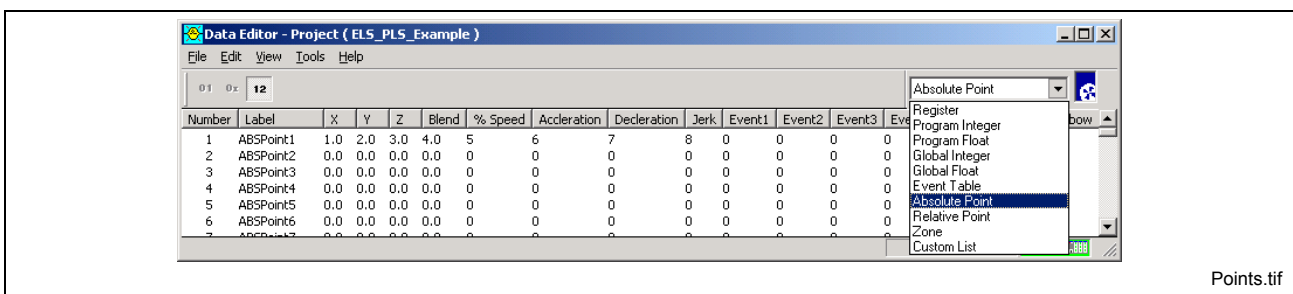 Data Editor - Project ( ELS_PLS_Example )
File Edit View Tools Help
01 0x 12 Absolute Point
Number Label X Y Z Blend % Speed Accleration Decleration Jerk Event1 Event2 Event3
1 ABSPoint1 1.0 2.0 3.0 4.0 5 6 7 8 0 0 0 0
2 ABSPoint2 0.0 0.0 0.0 0.0 0 0 0 0 0 0 0 0
3 ABSPoint3 0.0 0.0 0.0 0.0 0 0 0 0 0 0 0 0
4 ABSPoint4 0.0 0.0 0.0 0.0 0 0 0 0 0 0 0 0
5 ABSPoint5 0.0 0.0 0.0 0.0 0 0 0 0 0 0 0 0
6 ABSPoint6 0.0 0.0 0.0 0.0 0 0 0 0 0 0 0 0
Register
Program Integer
Program Float
Global Integer
Global Float
Event Table
Absolute Point
Relative Point
Zone
Custom List
Points.tif